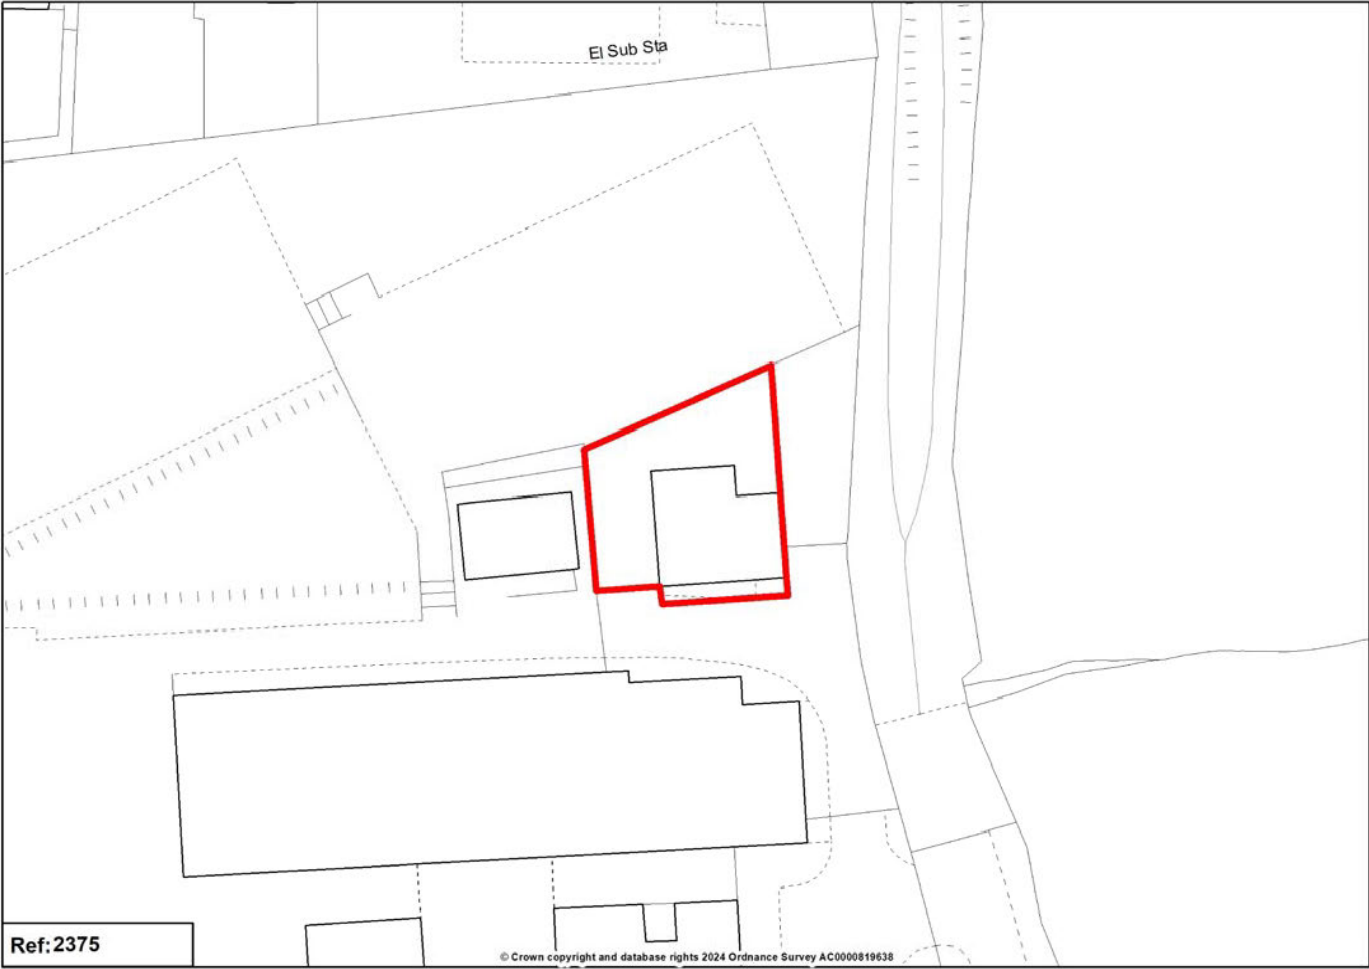 El Sub Sta
Ref:2375
© Crown copyright and database rights 2024 Ordnance Survey AC0000819638